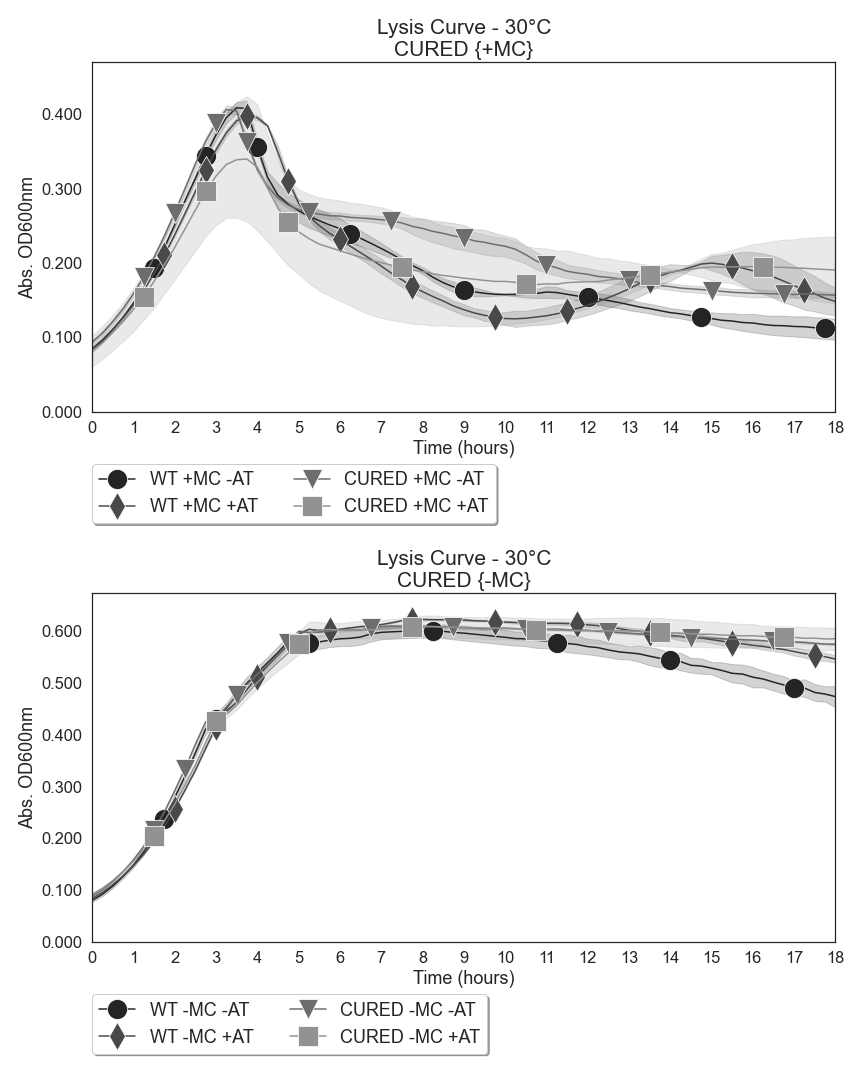 Lysis Curve - 30°C
CURED {+MC}
Abs. OD600nm
0.400
0.300
0.200
0.100
0.000
0 1 2 3 4 5 6 7 8 9 10 11 12 13 14 15 16 17 18
Time (hours)
WT +MC -AT CURED +MC -AT
WT +MC +AT CURED +MC +AT
Lysis Curve - 30°C
CURED {-MC}
Abs. OD600nm
0.600
0.500
0.400
0.300
0.200
0.100
0.000
0 1 2 3 4 5 6 7 8 9 10 11 12 13 14 15 16 17 18
Time (hours)
WT -MC -AT CURED -MC -AT
WT -MC +AT CURED -MC +AT